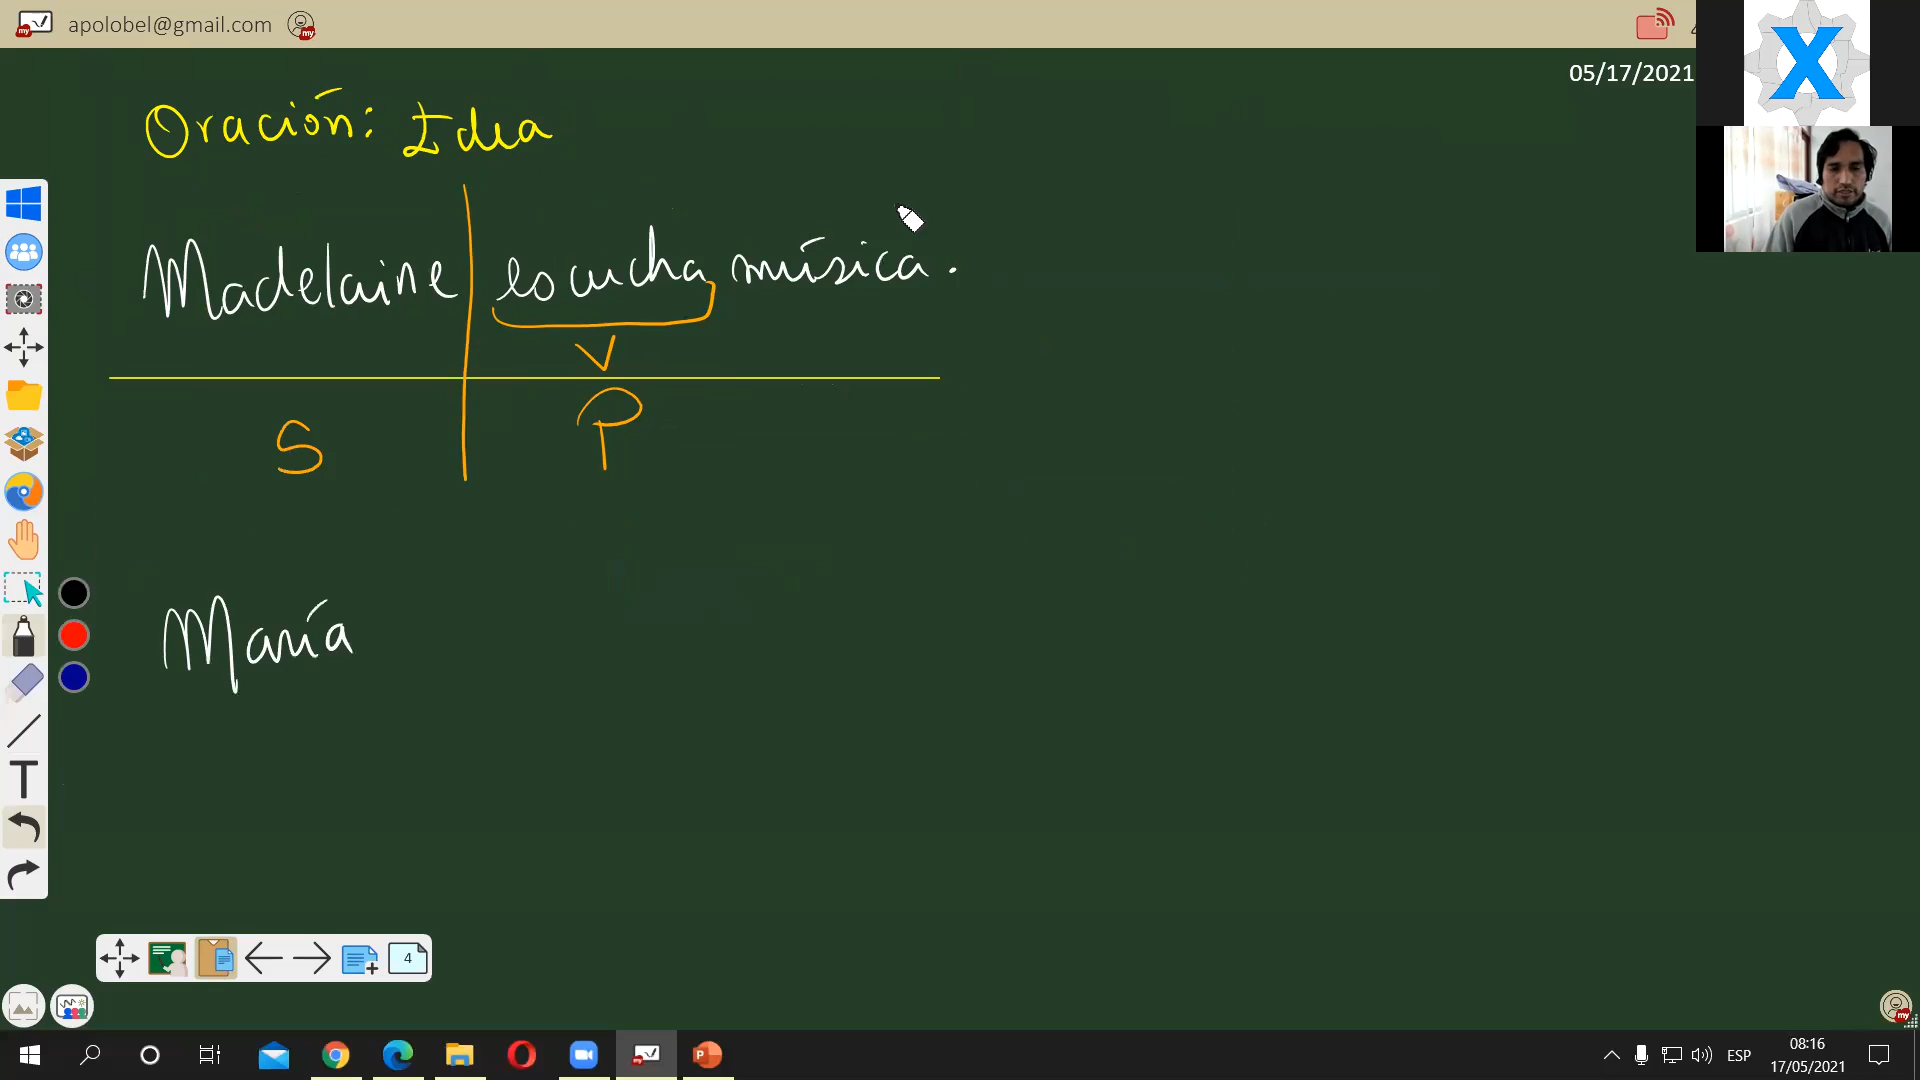 apolobel@gmail.com
05/17/2021
Oración: Idea
Madelaine escucha música.
V
S P
María
4
ESP
08:16
17/05/2021